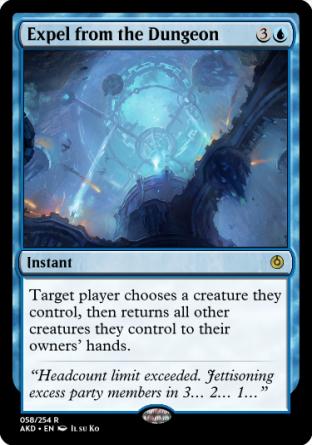 Expel from the Dungeon 3
Instant
Target player chooses a creature they
control, then returns all other
creatures they control to their
owners' hands.
“Headcount limit exceeded. Jettisoning
excess party members in 3… 2… 1…”
058/254 R
AKD • EN Il su Ko